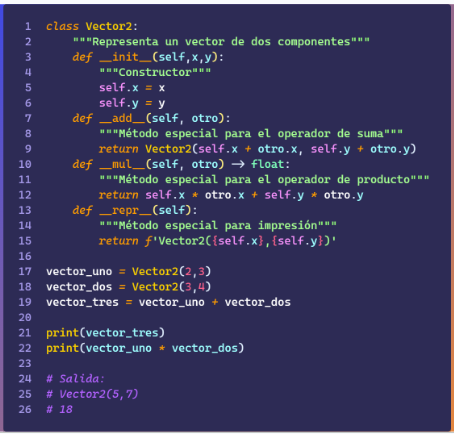 1 class Vector2:
2     """Representa un vector de dos componentes"""
3     def __init__(self,x,y):
4         """Constructor"""
5         self.x = x
6         self.y = y
7     def __add__(self, otro):
8         """Método especial para el operador de suma"""
9         return Vector2(self.x + otro.x, self.y + otro.y)
10     def __mul__(self, otro) → float:
11         """Método especial para el operador de producto"""
12         return self.x * otro.x + self.y * otro.y
13     def __repr__(self):
14         """Método especial para impresión"""
15         return f'Vector2({self.x},{self.y})'
16
17 vector_uno = Vector2(2,3)
18 vector_dos = Vector2(3,4)
19 vector_tres = vector_uno + vector_dos
20
21 print(vector_tres)
22 print(vector_uno * vector_dos)
23
24 # Salida:
25 # Vector2(5,7)
26 # 18